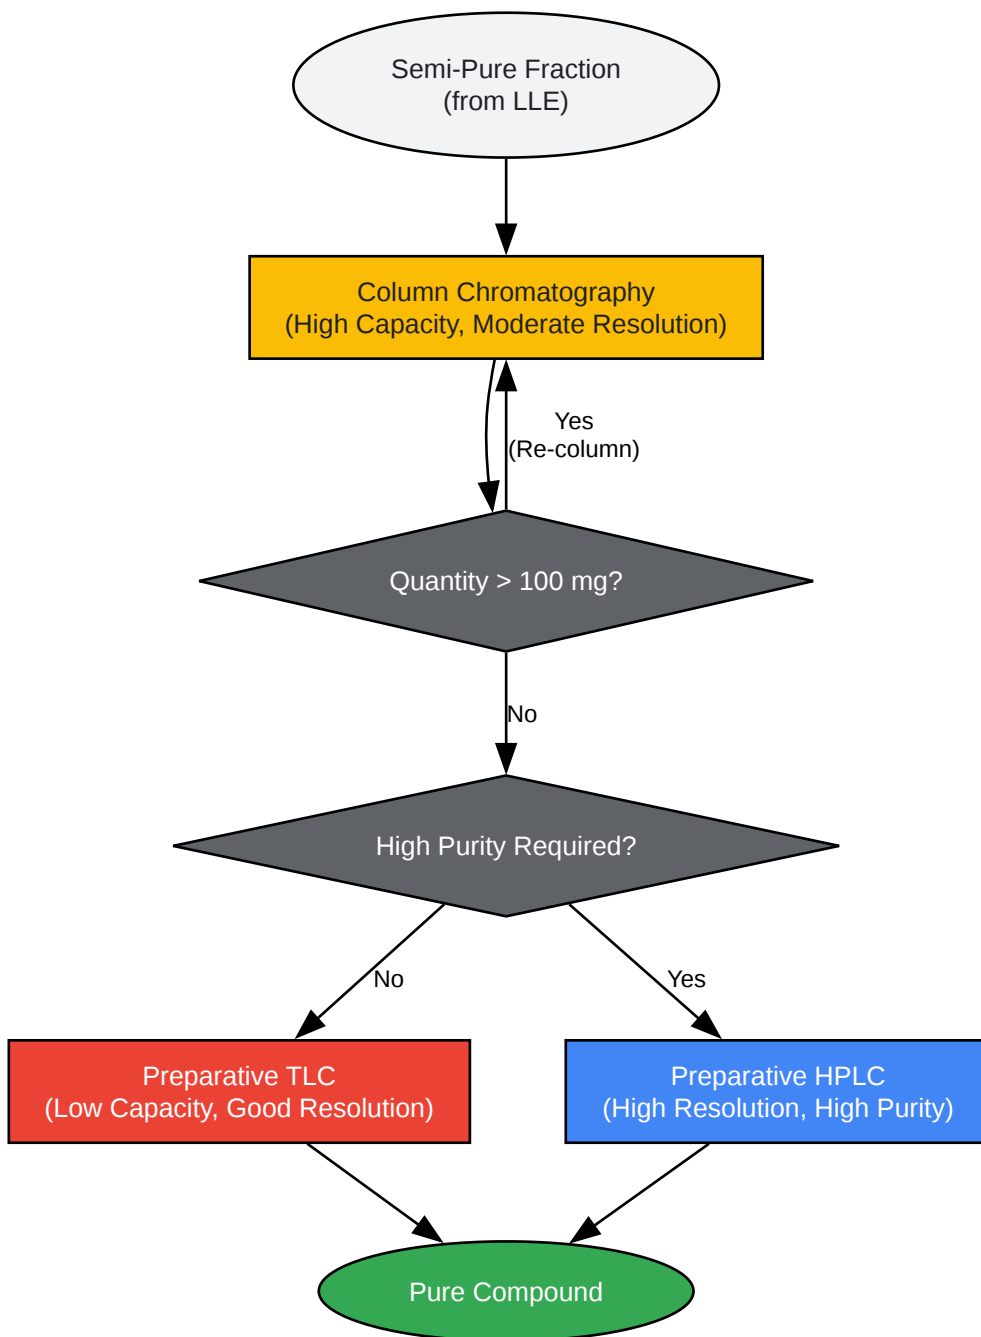 Semi-Pure Fraction
(from LLE)
Column Chromatography
(High Capacity, Moderate Resolution)
Yes
(Re-column)
Quantity > 100 mg?
No
High Purity Required?
No
Yes
Preparative TLC
(Low Capacity, Good Resolution)
Preparative HPLC
(High Resolution, High Purity)
Pure Compound